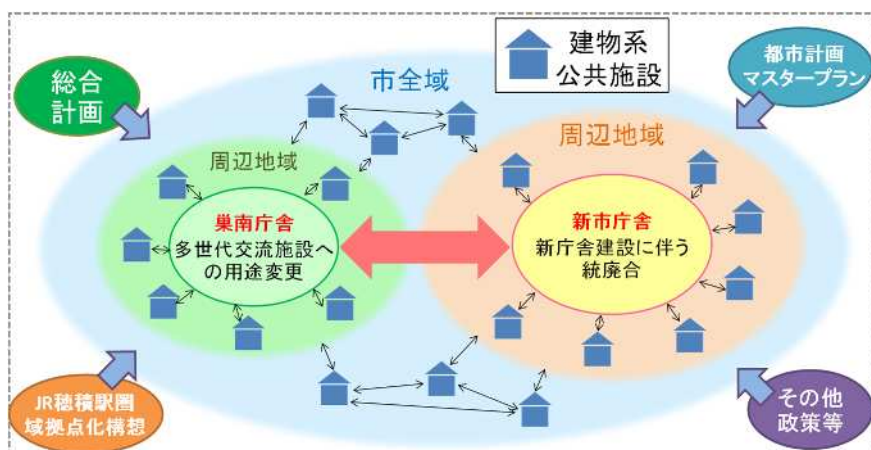 総合
計画
市全域
建物系
公共施設
都市計画
マスタープラン
周辺地域
周辺地域
巣南庁舎
多世代交流施設へ
の用途変更
新市庁舎
新庁舎建設に伴う
統廃合
JR穂積駅圏
域拠点化構想
その他
政策等